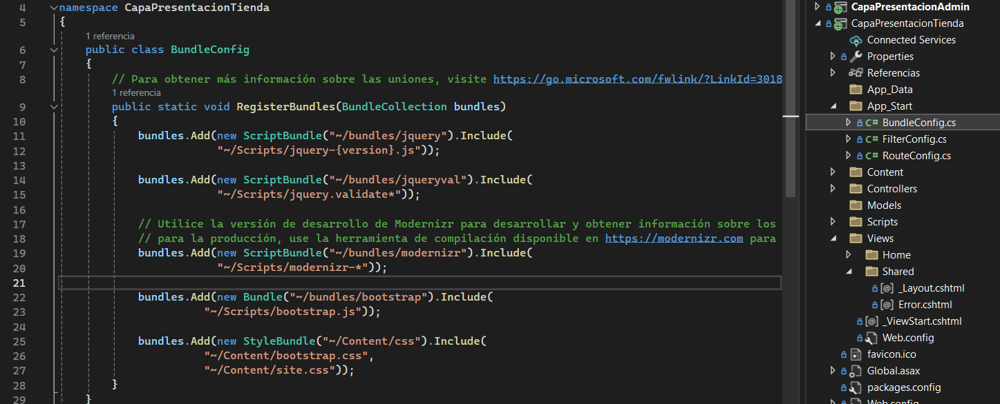 4 namespace CapaPresentacionTienda
5 {
1 referencia
6 public class BundleConfig
7 {
8 // Para obtener más información sobre las uniones, visite https://go.microsoft.com/fwlink/?LinkId=3018
1 referencia
9 public static void RegisterBundles(BundleCollection bundles)
10 {
11 bundles.Add(new ScriptBundle("~/bundles/jquery").Include(
12 "~/Scripts/jquery-{version}.js"));
13
14 bundles.Add(new ScriptBundle("~/bundles/jqueryval").Include(
15 "~/Scripts/jquery.validate*"));
16
17 // Utilice la versión de desarrollo de Modernizr para desarrollar y obtener información sobre los
18 // para la producción, use la herramienta de compilación disponible en https://modernizr.com para
19 bundles.Add(new ScriptBundle("~/bundles/modernizr").Include(
20 "~/Scripts/modernizr-*"));
21
22 bundles.Add(new Bundle("~/bundles/bootstrap").Include(
23 "~/Scripts/bootstrap.js"));
24
25 bundles.Add(new StyleBundle("~/Content/css").Include(
26 "~/Content/bootstrap.css",
27 "~/Content/site.css"));
28 }
29 }
CapaPresentacionAdmin
CapaPresentacionTienda
Connected Services
Properties
Referencias
App_Data
App_Start
C# BundleConfig.cs
C# FilterConfig.cs
C# RouteConfig.cs
Content
Controllers
Models
Scripts
Views
Home
Shared
[@] _Layout.cshtml
[@] Error.cshtml
[@] _ViewStart.cshtml
Web.config
favicon.ico
Global.asax
packages.config
Web.config